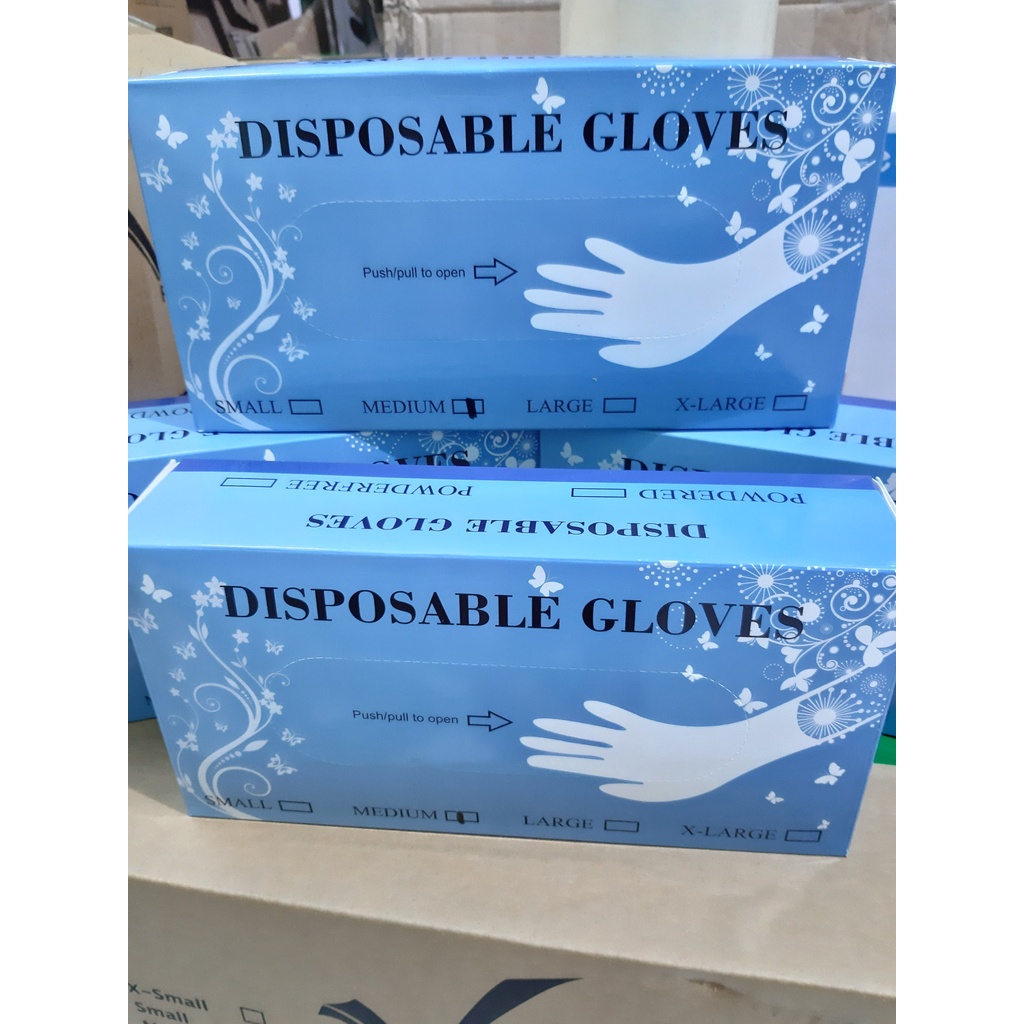 DISPOSABLE GLOVES
Push/pull to open
SMALL MEDIUM LARGE X-LARGE
POWDERFREE POWDERED
DISPOSABLE GLOVES
DISPOSABLE GLOVES
Push/pull to open
SMALL MEDIUM LARGE X-LARGE
X-Small
Small